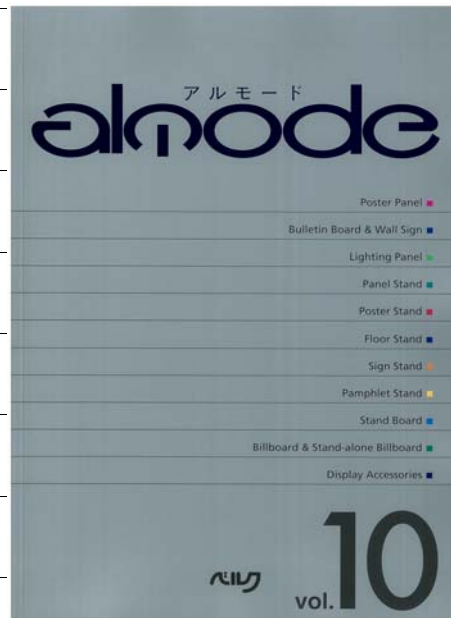 アルモード
almode
Poster Panel
Bulletin Board & Wall Sign
Lighting Panel
Panel Stand
Poster Stand
Floor Stand
Sign Stand
Pamphlet Stand
Stand Board
Billboard & Stand-alone Billboard
Display Accessories
ベルク
vol.10